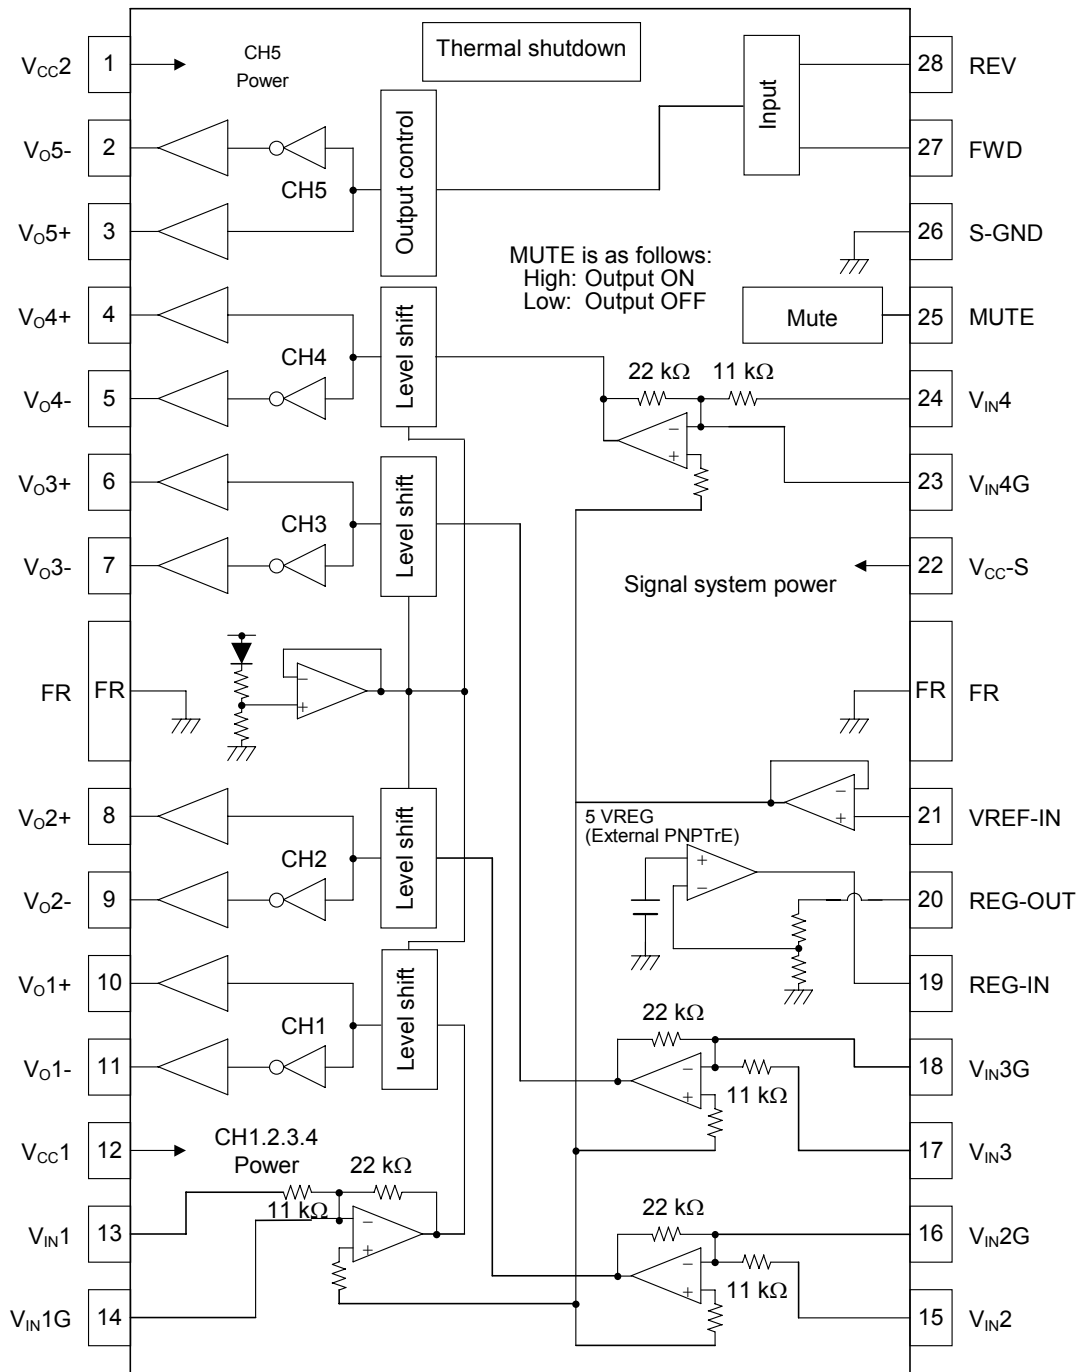 Thermal shutdown
VCC2 1
CH5
Power
28 REV
Input
VO5- 2
CH5
Output control
27 FWD
VO5+ 3
26 S-GND
MUTE is as follows:
High: Output ON
Low: Output OFF
VO4+ 4
CH4
Level shift
Mute
25 MUTE
VO4- 5
22 kΩ
11 kΩ
24 VIN4
-
+
VO3+ 6
CH3
Level shift
23 VIN4G
VO3- 7
Signal system power
22 VCC-S
FR FR
-
+
FR FR
VO2+ 8
CH2
Level shift
5 VREG
(External PNPTrE)
-
+
21 VREF-IN
VO2- 9
+
-
20 REG-OUT
VO1+ 10
CH1
Level shift
19 REG-IN
VO1- 11
22 kΩ
-
+
11 kΩ
18 VIN3G
VCC1 12
CH1.2.3.4
Power
17 VIN3
VIN1 13
11 kΩ
22 kΩ
-
+
22 kΩ
-
+
11 kΩ
16 VIN2G
VIN1G 14
15 VIN2